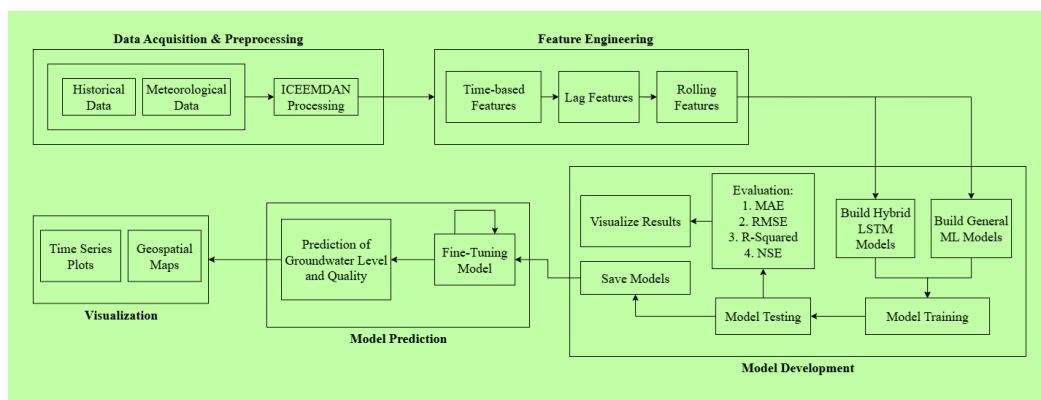 Data Acquisition & Preprocessing
Historical
Data
Meteorological
Data
ICEEMDAN
Processing
Feature Engineering
Time-based
Features
Lag Features
Rolling
Features
Build Hybrid
LSTM
Models
Build General
ML Models
Evaluation:
1. MAE
2. RMSE
3. R-Squared
4. NSE
Visualize Results
Save Models
Model Testing
Model Training
Model Development
Prediction of
Groundwater Level
and Quality
Fine-Tuning
Model
Model Prediction
Time Series
Plots
Geospatial
Maps
Visualization